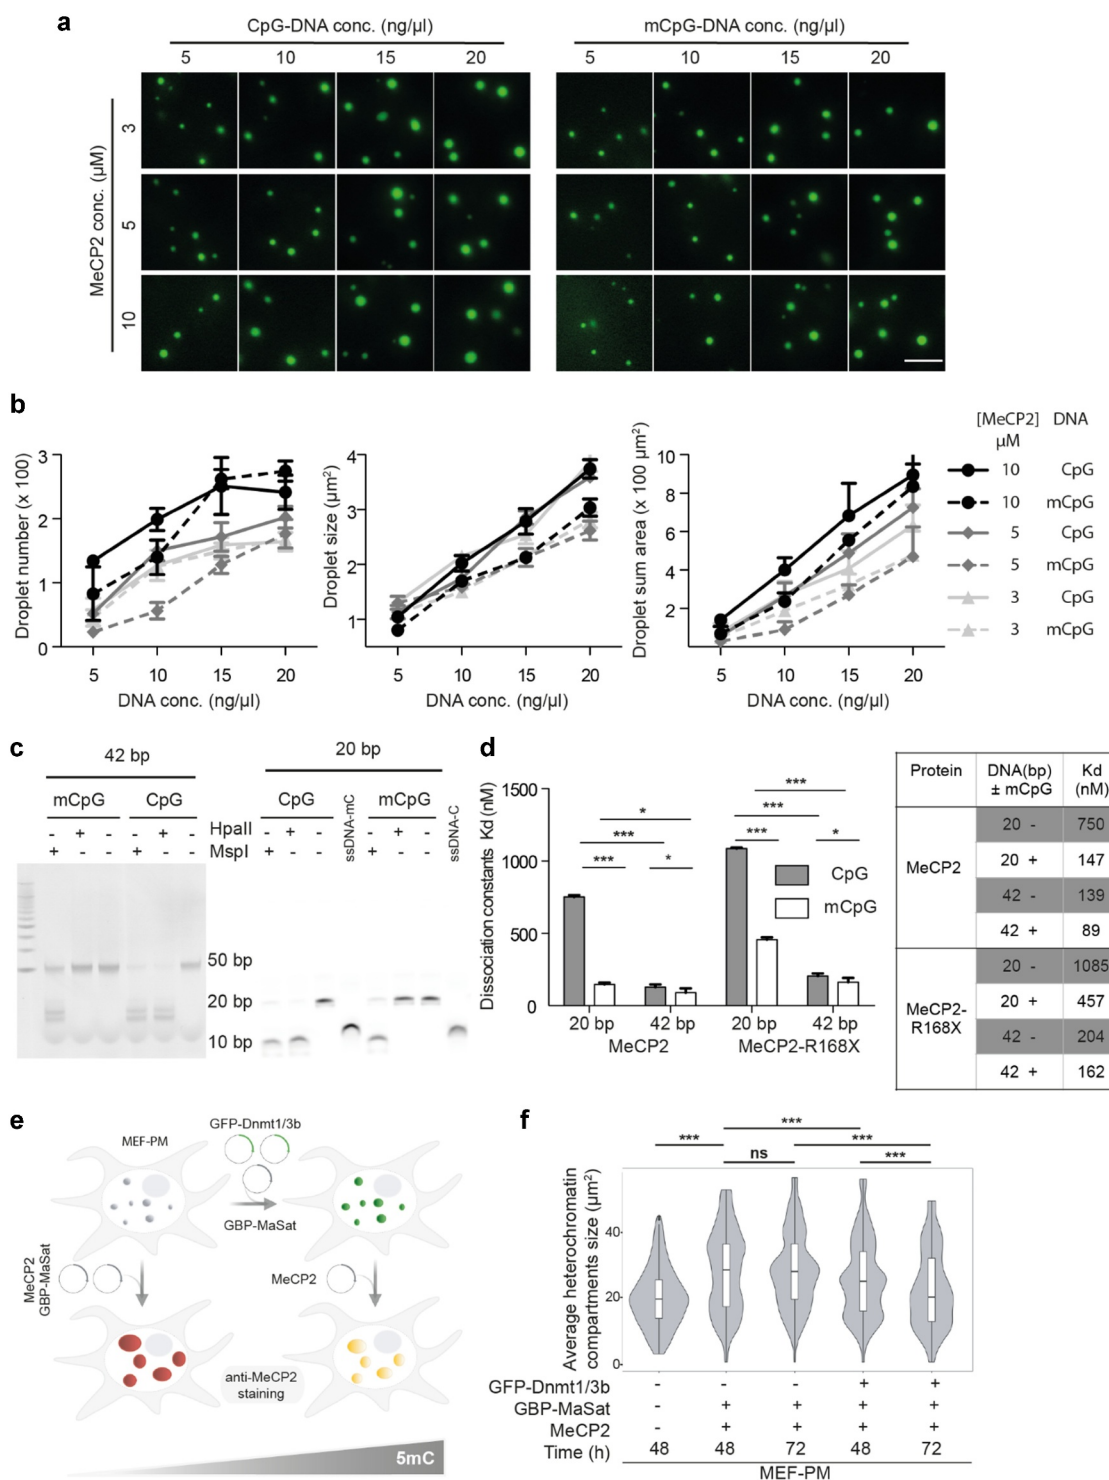 a
CpG-DNA conc. (ng/µl)
mCpG-DNA conc. (ng/µl)
5 10 15 20 5 10 15 20
MeCP2 conc. (µM)
3
5
10
b
Droplet number (x 100)
3
2
1
0
5 10 15 20
DNA conc. (ng/µl)
Droplet size (µm²)
4
3
2
1
5 10 15 20
DNA conc. (ng/µl)
Droplet sum area (x 100 µm²)
10
8
6
4
2
5 10 15 20
DNA conc. (ng/µl)
[MeCP2] DNA
µM
10 CpG
10 mCpG
5 CpG
5 mCpG
3 CpG
3 mCpG
c
42 bp
20 bp
mCpG CpG
CpG
ssDNA-mC
mCpG
ssDNA-C
- + - - + - HpaII - + - - + -
+ - - + - - MspI + - - + - -
50 bp
20 bp
10 bp
d
Dissociation constants Kd (nM)
1500
1000
500
0
***
***
*
***
***
*
***
*
CpG
mCpG
20 bp 42 bp 20 bp 42 bp
MeCP2 MeCP2-R168X
Protein DNA(bp) Kd
± mCpG (nM)
MeCP2
20 - 750
20 + 147
42 - 139
42 + 89
MeCP2-
R168X
20 - 1085
20 + 457
42 - 204
42 + 162
e
MEF-PM
GFP-Dnmt1/3b
GBP-MaSat
MeCP2
GBP-MaSat
MeCP2
anti-MeCP2
staining
5mC
f
***
*** ***
ns ***
Average heterochromatin
compartments size (µm²)
40
20
0
GFP-Dnmt1/3b - - - + +
GBP-MaSat - + + + +
MeCP2 - + + + +
Time (h) 48 48 72 48 72
MEF-PM